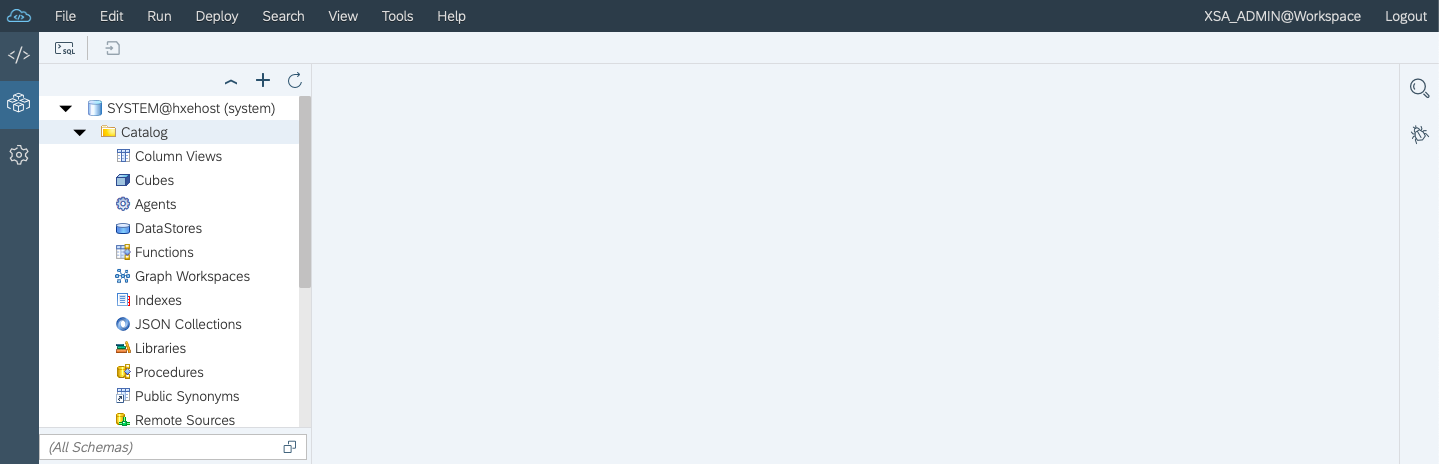 File Edit Run Deploy Search View Tools Help XSA_ADMIN@Workspace Logout
SQL
SYSTEM@hxehost (system)
Catalog
Column Views
Cubes
Agents
DataStores
Functions
Graph Workspaces
Indexes
JSON Collections
Libraries
Procedures
Public Synonyms
Remote Sources
(All Schemas)